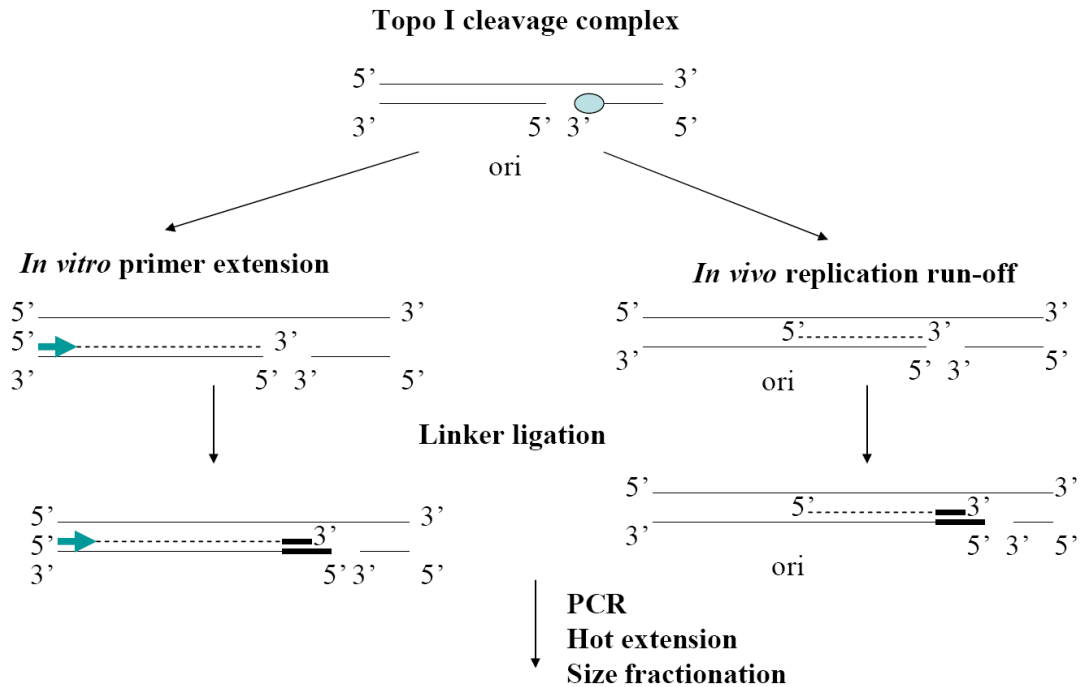 Topo I cleavage complex
5’ 3’
3’ 5’ 3’ 5’
ori
In vitro primer extension
5’ 3’
5’ 3’
3’ 5’ 3’ 5’
In vivo replication run-off
5’ 3’
5’ 3’
3’ 5’ 3’ 5’
ori
Linker ligation
5’ 3’
5’ 3’
3’ 5’ 3’ 5’
5’ 3’
5’ 3’
3’ 5’ 3’ 5’
ori
PCR
Hot extension
Size fractionation